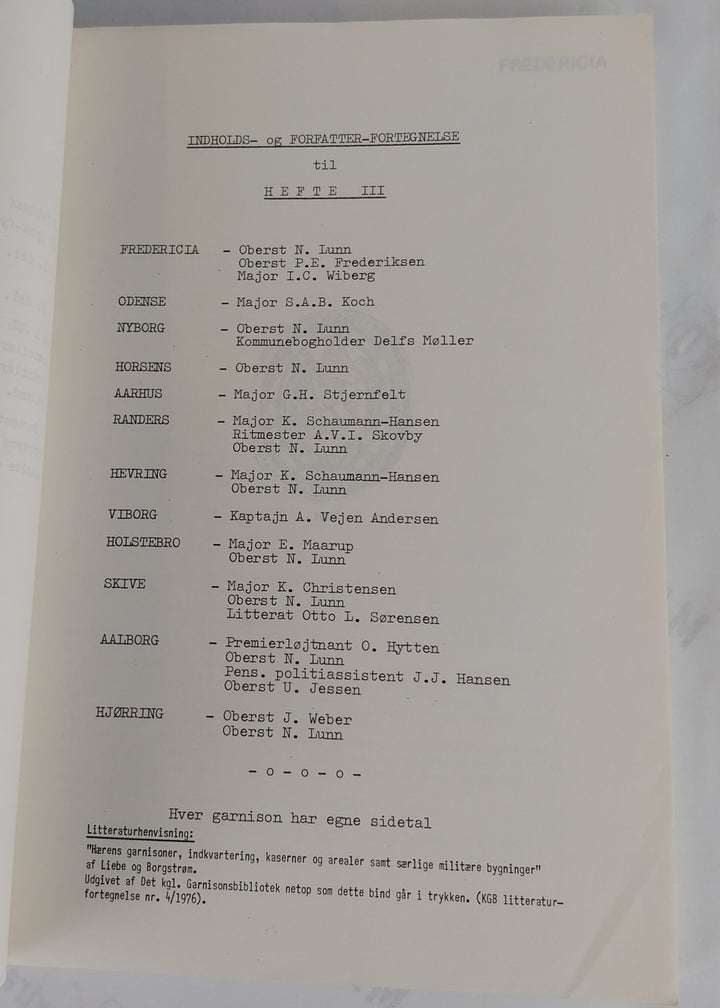 FREDERICIA
INDHOLDS- og FORFATTER-FORTEGNELSE
til
HEFTE III
FREDERICIA - Oberst N. Lunn
Oberst P.E. Frederiksen
Major I.C. Wiberg
ODENSE - Major S.A.B. Koch
NYBORG - Oberst N. Lunn
Kommunebogholder Delfs Møller
HORSENS - Oberst N. Lunn
AARHUS - Major G.H. Stjernfelt
RANDERS - Major K. Schaumann-Hansen
Ritmester A.V.I. Skovby
Oberst N. Lunn
HEVRING - Major K. Schaumann-Hansen
Oberst N. Lunn
VIBORG - Kaptajn A. Vejen Andersen
HOLSTEBRO - Major E. Maarup
Oberst N. Lunn
SKIVE - Major K. Christensen
Oberst N. Lunn
Litterat Otto L. Sørensen
AALBORG - Premierløjtnant O. Hytten
Oberst N. Lunn
Pens. politiassistent J.J. Hansen
Oberst U. Jessen
HJØRRING - Oberst J. Weber
Oberst N. Lunn
- o - o - o -
Hver garnison har egne sidetal
Litteraturhenvisning:
"Hærens garnisoner, indkvartering, kaserner og arealer samt særlige militære bygninger"
af Liebe og Borgstrøm.
Udgivet af Det kgl. Garnisonsbibliotek netop som dette bind går i trykken. (KGB litteratur-
fortegnelse nr. 4/1976).